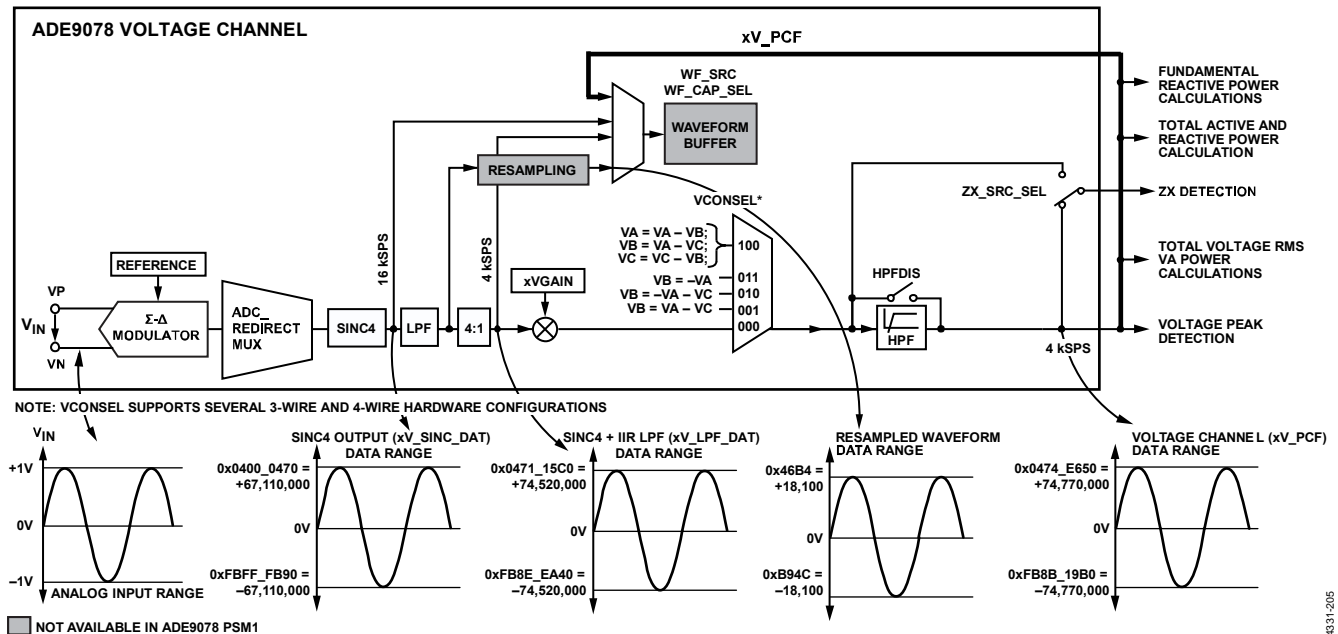 ADE9078 VOLTAGE CHANNEL
xV_PCF
WF_SRC
WF_CAP_SEL
WAVEFORM
BUFFER
RESAMPLING
FUNDAMENTAL
REACTIVE POWER
CALCULATIONS
TOTAL ACTIVE AND
REACTIVE POWER
CALCULATION
ZX_SRC_SEL
ZX DETECTION
VCONSEL*
VA = VA – VB;
VB = VA – VC;
VC = VC – VB;
100
VB = –VA
011
VB = –VA – VC
010
VB = VA – VC
001
000
TOTAL VOLTAGE RMS
VA POWER
CALCULATIONS
REFERENCE
16 kSPS
4 kSPS
xVGAIN
HPFDIS
VP
VIN
VN
Σ-Δ
MODULATOR
ADC_
REDIRECT
MUX
SINC4
LPF
4:1
HPF
4 kSPS
VOLTAGE PEAK
DETECTION
NOTE: VCONSEL SUPPORTS SEVERAL 3-WIRE AND 4-WIRE HARDWARE CONFIGURATIONS
VIN
+1V
0V
–1V
ANALOG INPUT RANGE
SINC4 OUTPUT (xV_SINC_DAT)
DATA RANGE
0x0400_0470 =
+67,110,000
0V
0xFBFF_FB90 =
–67,110,000
SINC4 + IIR LPF (xV_LPF_DAT)
DATA RANGE
0x0471_15C0 =
+74,520,000
0V
0xFB8E_EA40 =
–74,520,000
RESAMPLED WAVEFORM
DATA RANGE
0x46B4 =
+18,100
0V
0xB94C =
–18,100
VOLTAGE CHANNEL (xV_PCF)
DATA RANGE
0x0474_E650 =
+74,770,000
0V
0xFB8B_19B0 =
–74,770,000
NOT AVAILABLE IN ADE9078 PSM1
4331-205